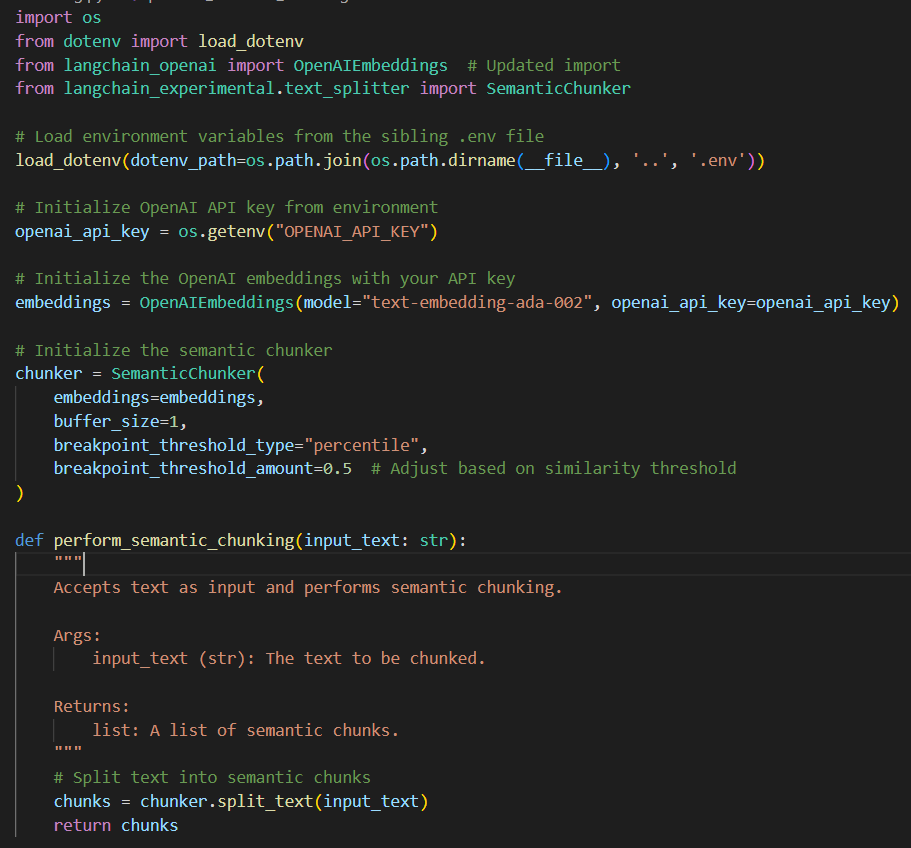 import os
from dotenv import load_dotenv
from langchain_openai import OpenAIEmbeddings  # Updated import
from langchain_experimental.text_splitter import SemanticChunker

# Load environment variables from the sibling .env file
load_dotenv(dotenv_path=os.path.join(os.path.dirname(__file__), '..', '.env'))

# Initialize OpenAI API key from environment
openai_api_key = os.getenv("OPENAI_API_KEY")

# Initialize the OpenAI embeddings with your API key
embeddings = OpenAIEmbeddings(model="text-embedding-ada-002", openai_api_key=openai_api_key)

# Initialize the semantic chunker
chunker = SemanticChunker(
    embeddings=embeddings,
    buffer_size=1,
    breakpoint_threshold_type="percentile",
    breakpoint_threshold_amount=0.5  # Adjust based on similarity threshold
)

def perform_semantic_chunking(input_text: str):
    """
    Accepts text as input and performs semantic chunking.

    Args:
        input_text (str): The text to be chunked.

    Returns:
        list: A list of semantic chunks.
    """
    # Split text into semantic chunks
    chunks = chunker.split_text(input_text)
    return chunks